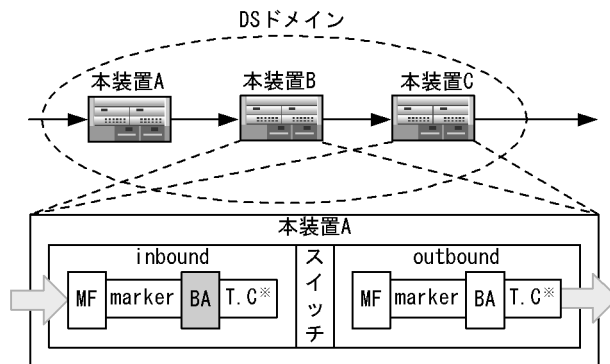 DSドメイン
本装置A
本装置B
本装置C
本装置A
inbound
スイッチ
outbound
MF
marker
BA
T.C※
MF
marker
BA
T.C※